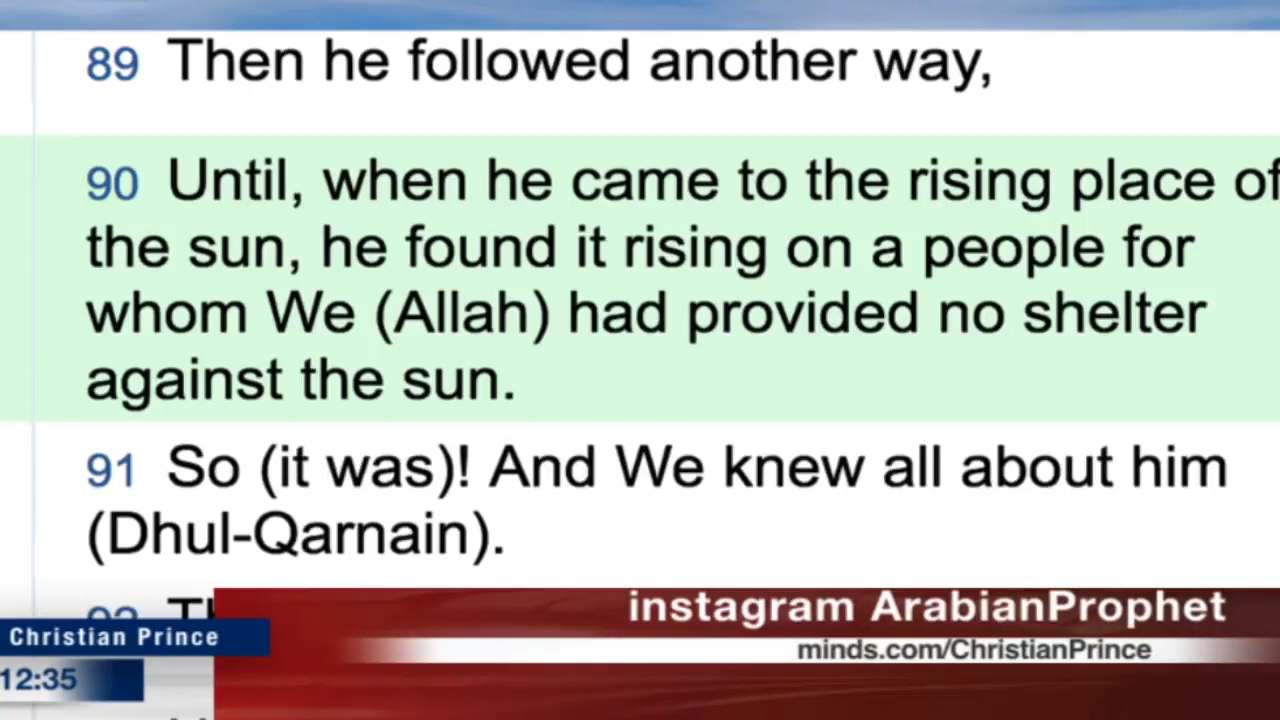 89 Then he followed another way,
90 Until, when he came to the rising place of
the sun, he found it rising on a people for
whom We (Allah) had provided no shelter
against the sun.
91 So (it was)! And We knew all about him
(Dhul-Qarnain).
instagram ArabianProphet
Christian Prince
minds.com/ChristianPrince
12:35